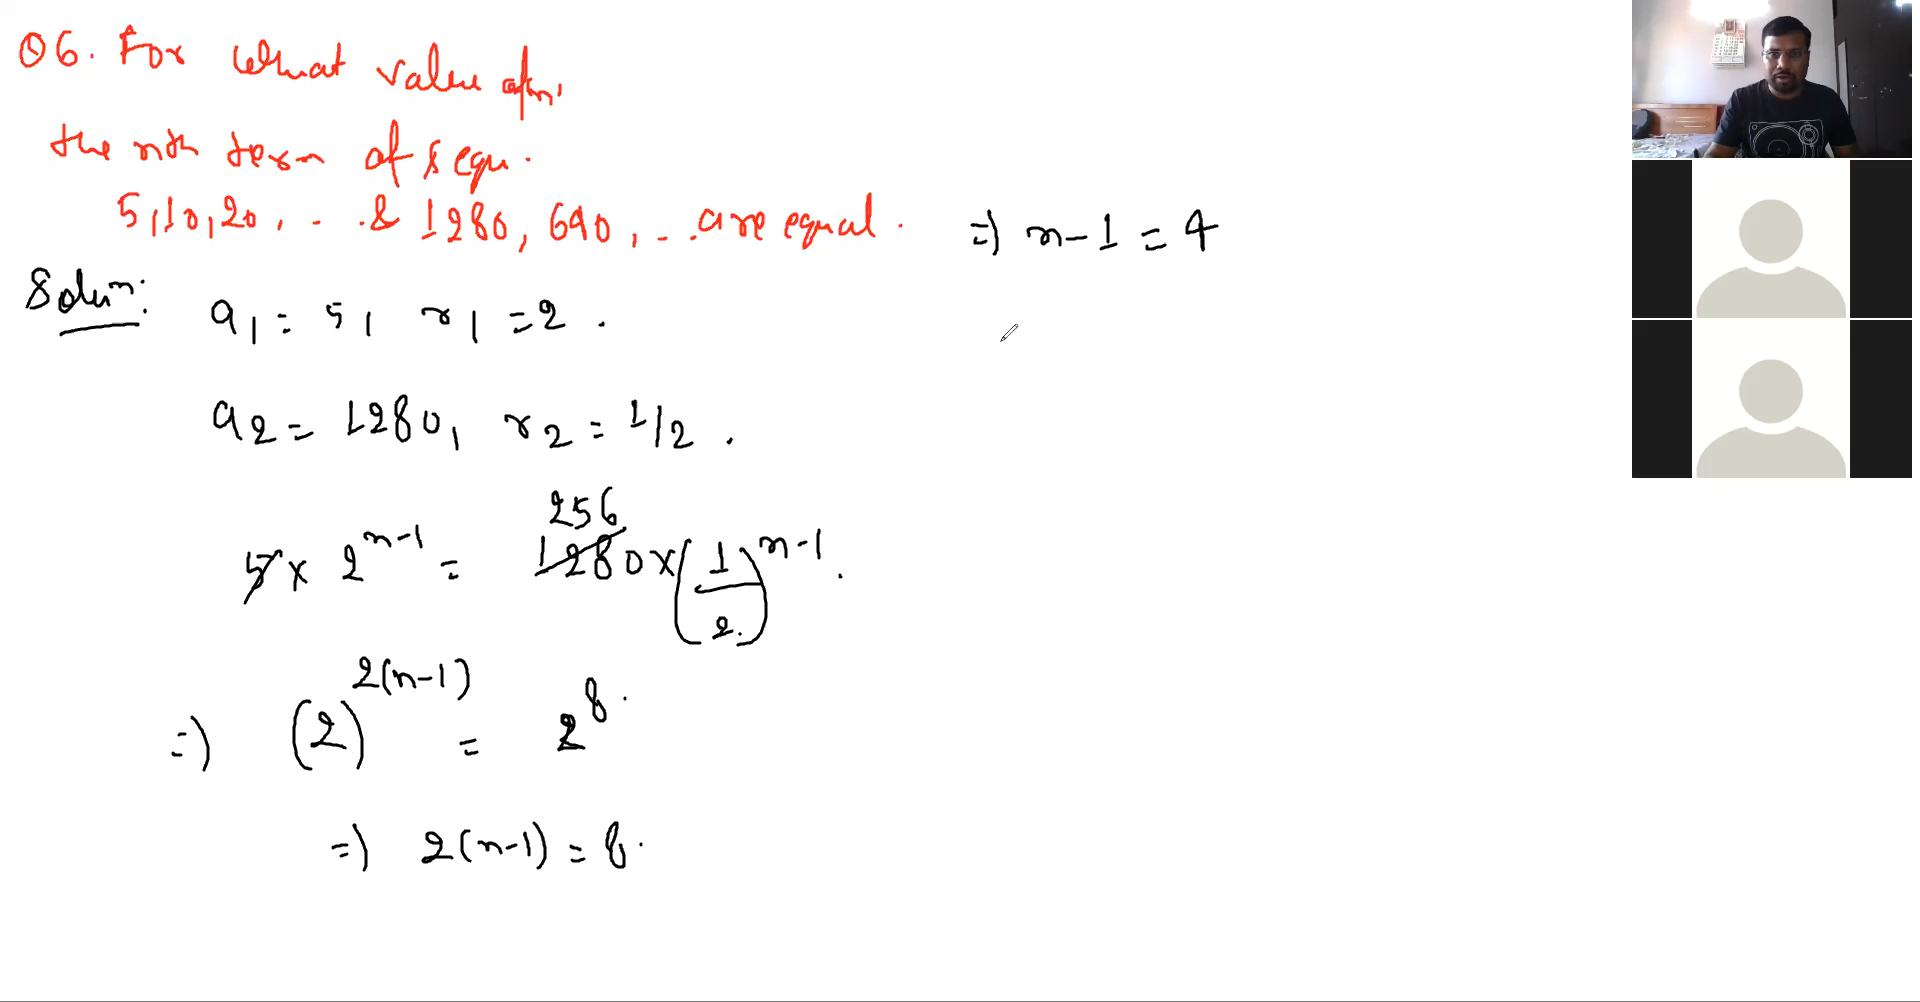 Q6. For what value of 'n'
the nth term of sequ.
5, 10, 20, . . & 1280, 640, . . are equal.
Soln:
a1 = 5, r1 = 2.
a2 = 1280, r2 = 1/2.
256
5 × 2^(n-1) = 1280 × (1/2)^(n-1).
=) (2)^2(n-1) = 2^8.
=) 2(n-1) = 8.
=) n - 1 = 4